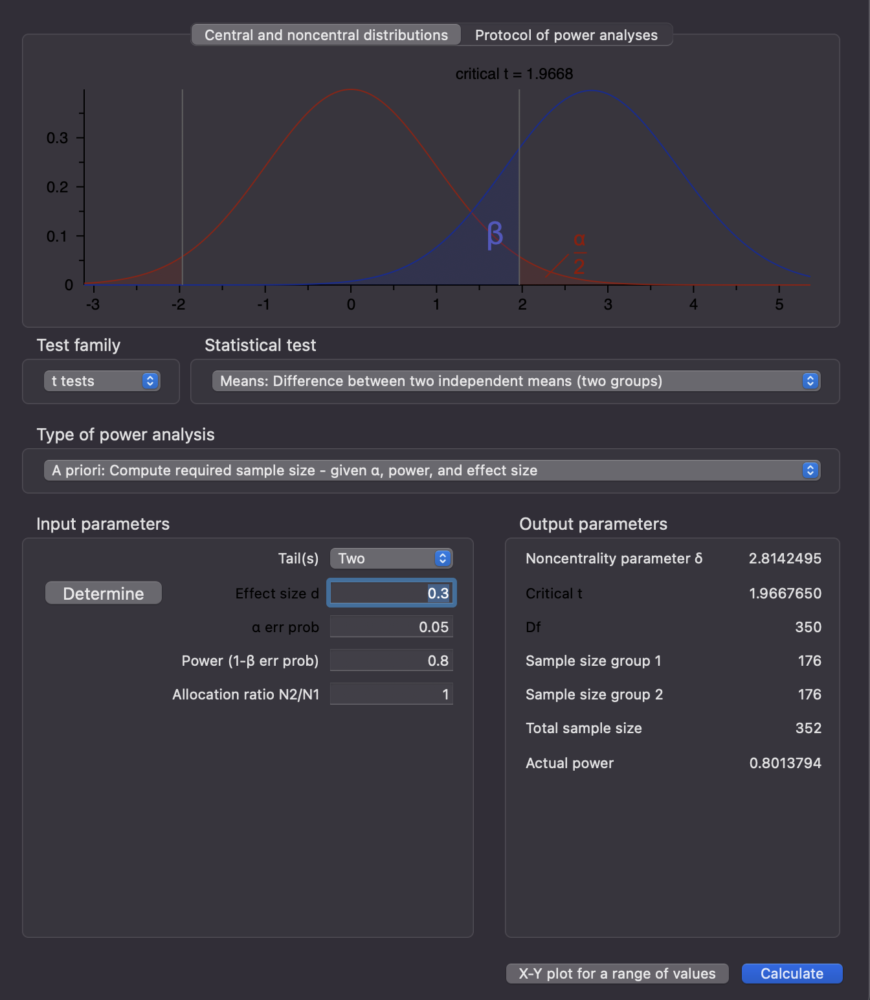 Central and noncentral distributions
Protocol of power analyses
critical t = 1.9668
0.3
0.2
0.1
0
β
α
2
-3 -2 -1 0 1 2 3 4 5
Test family
Statistical test
t tests
Means: Difference between two independent means (two groups)
Type of power analysis
A priori: Compute required sample size - given α, power, and effect size
Input parameters
Tail(s) Two
Determine
Effect size d 0.3
α err prob 0.05
Power (1-β err prob) 0.8
Allocation ratio N2/N1 1
Output parameters
Noncentrality parameter δ 2.8142495
Critical t 1.9667650
Df 350
Sample size group 1 176
Sample size group 2 176
Total sample size 352
Actual power 0.8013794
X-Y plot for a range of values
Calculate